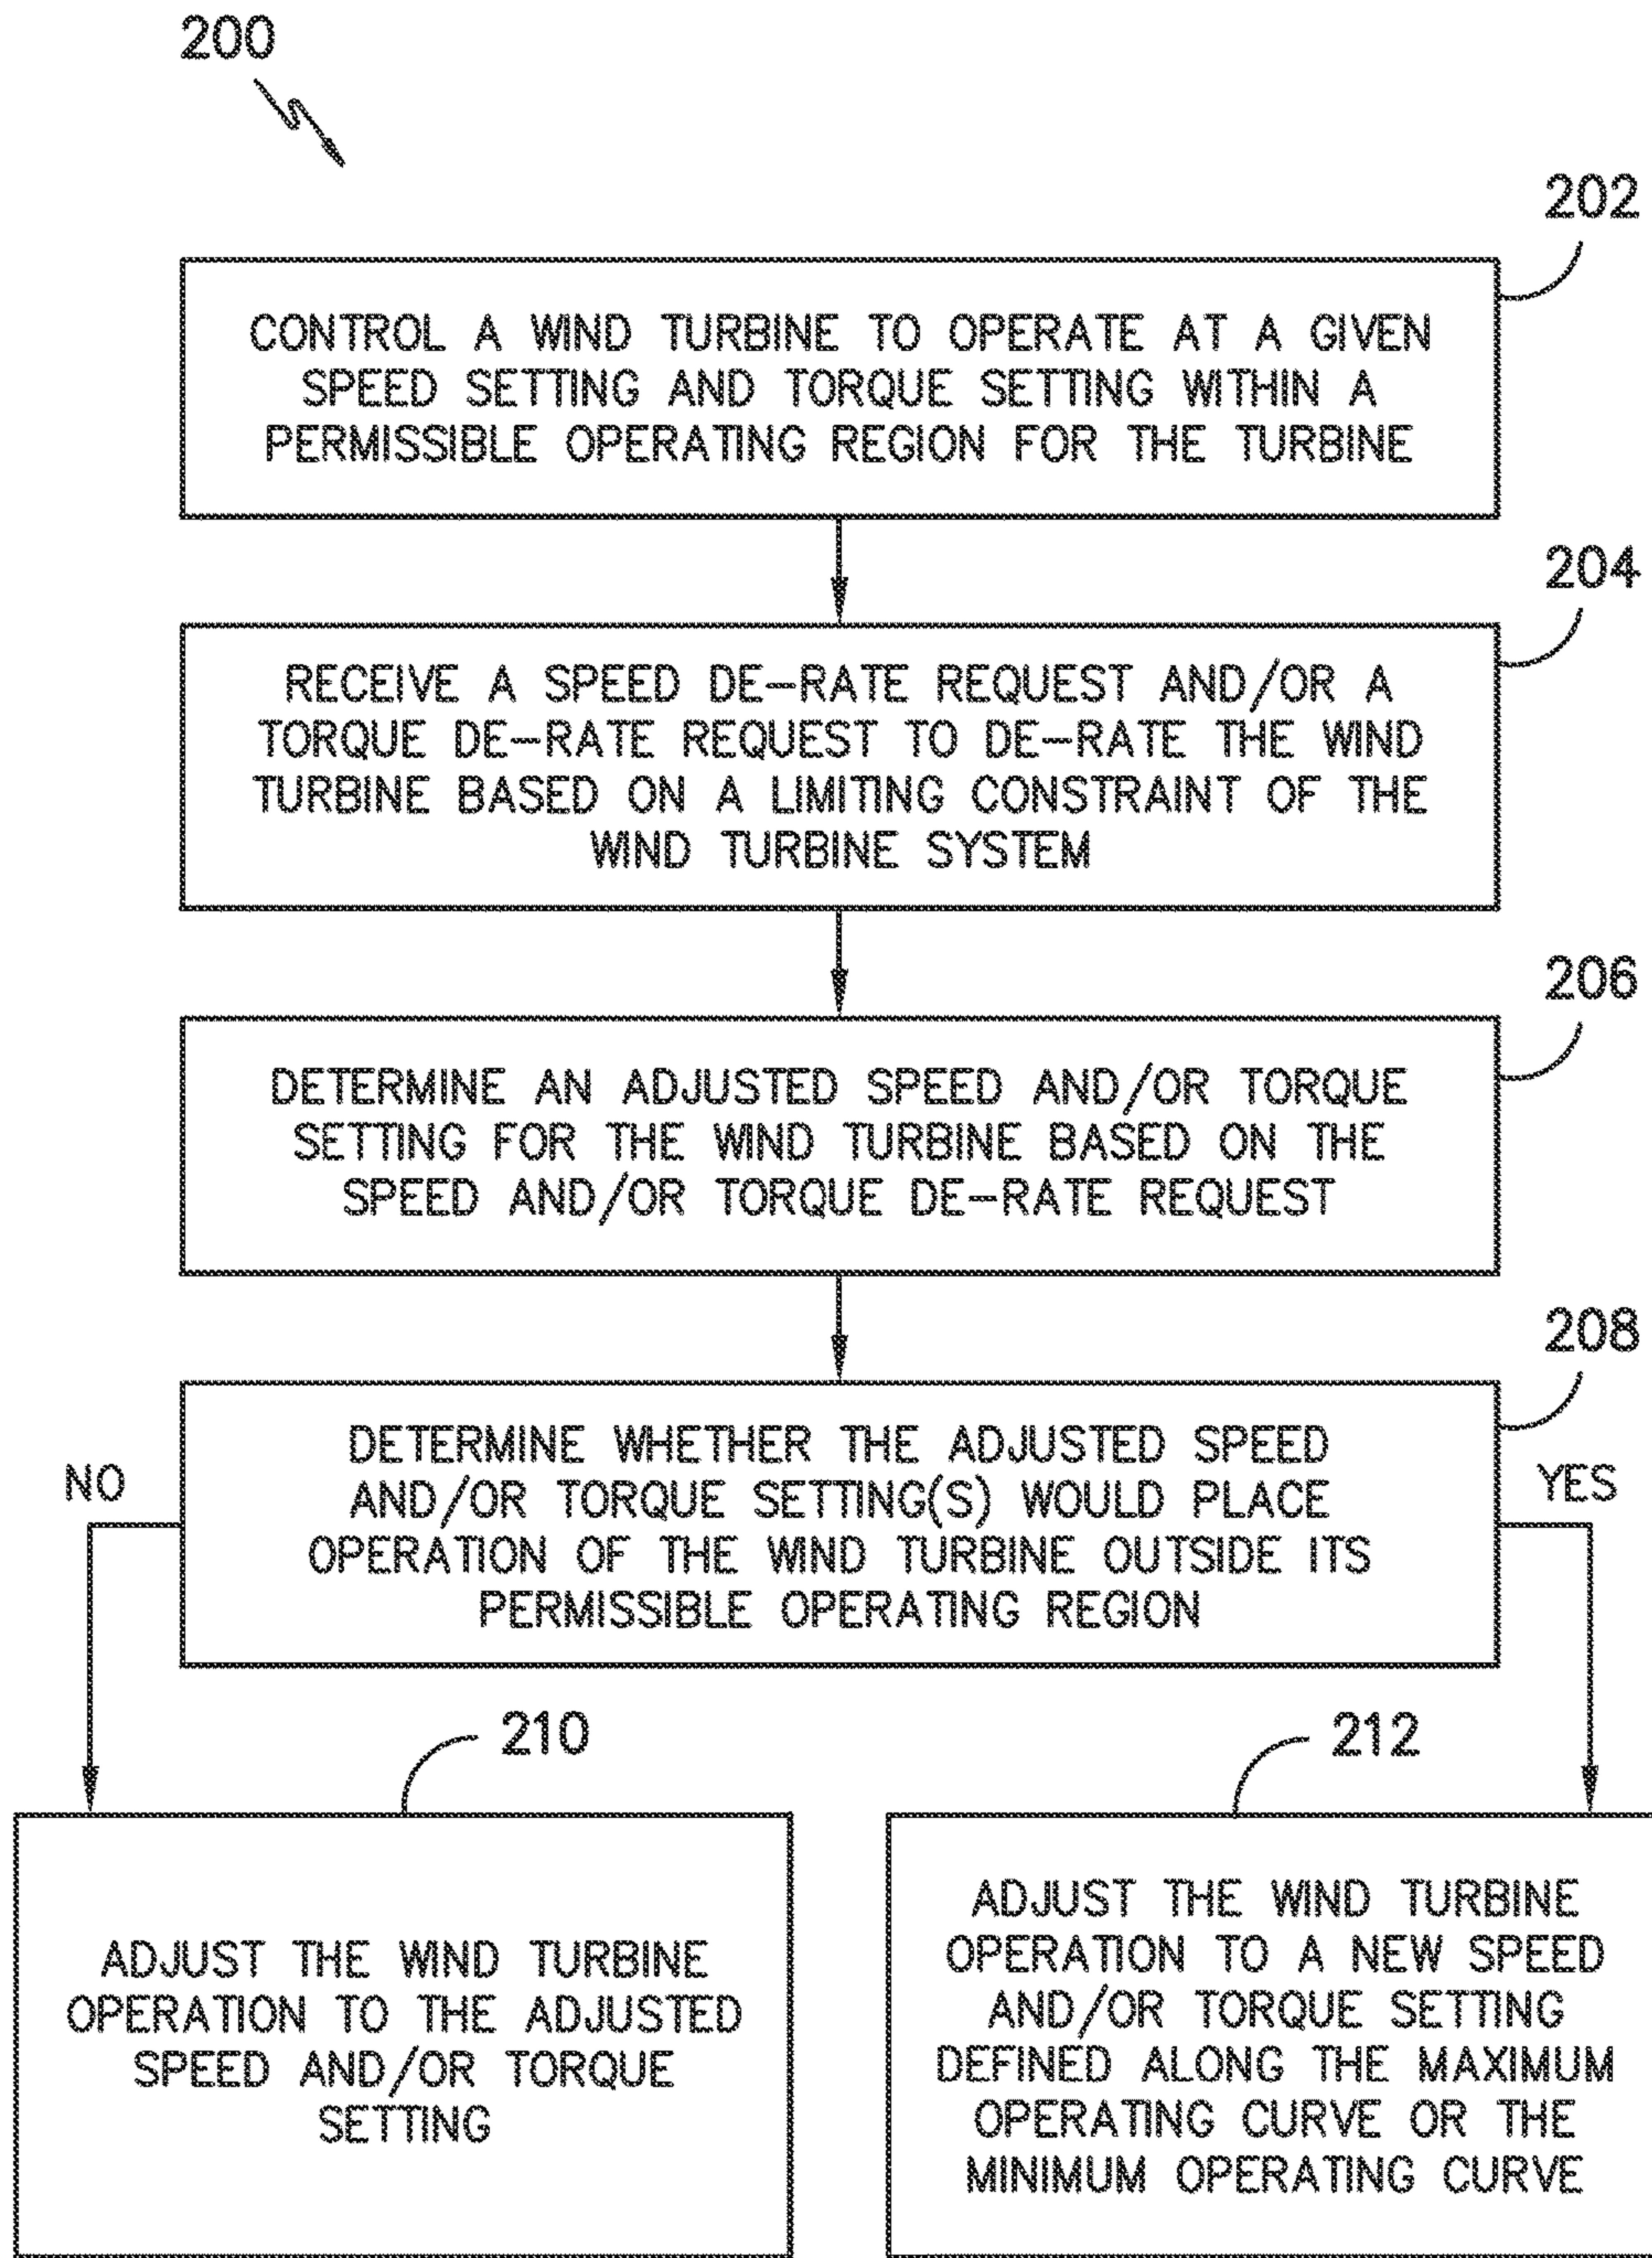 200
202
CONTROL A WIND TURBINE TO OPERATE AT A GIVEN
SPEED SETTING AND TORQUE SETTING WITHIN A
PERMISSIBLE OPERATING REGION FOR THE TURBINE
204
RECEIVE A SPEED DE-RATE REQUEST AND/OR A
TORQUE DE-RATE REQUEST TO DE-RATE THE WIND
TURBINE BASED ON A LIMITING CONSTRAINT OF THE
WIND TURBINE SYSTEM
206
DETERMINE AN ADJUSTED SPEED AND/OR TORQUE
SETTING FOR THE WIND TURBINE BASED ON THE
SPEED AND/OR TORQUE DE-RATE REQUEST
208
DETERMINE WHETHER THE ADJUSTED SPEED
AND/OR TORQUE SETTING(S) WOULD PLACE
OPERATION OF THE WIND TURBINE OUTSIDE ITS
PERMISSIBLE OPERATING REGION
NO
YES
210
ADJUST THE WIND TURBINE
OPERATION TO THE ADJUSTED
SPEED AND/OR TORQUE
SETTING
212
ADJUST THE WIND TURBINE
OPERATION TO A NEW SPEED
AND/OR TORQUE SETTING
DEFINED ALONG THE MAXIMUM
OPERATING CURVE OR THE
MINIMUM OPERATING CURVE